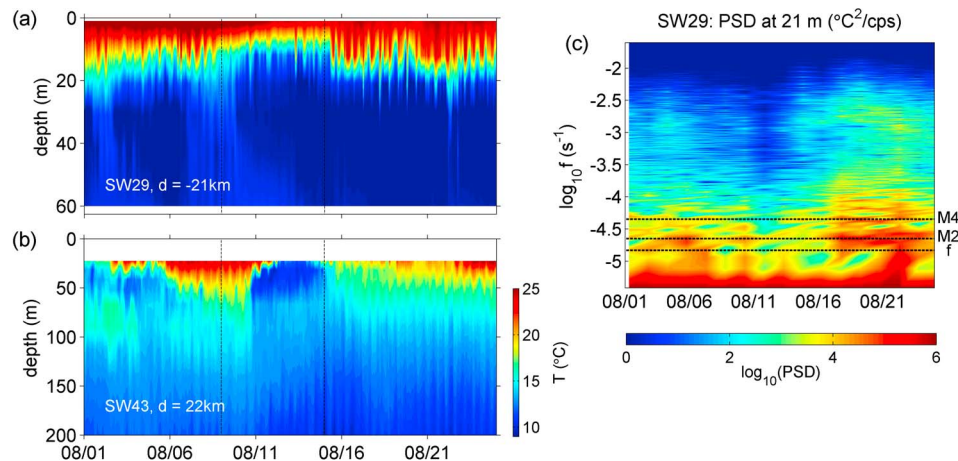 (a)
0
20
40
60
depth (m)
SW29, d = -21km
(b)
0
50
100
150
200
depth (m)
SW43, d = 22km
08/01 08/06 08/11 08/16 08/21
25
20
15
10
T (°C)
SW29: PSD at 21 m (°C²/cps)
(c)
-2
-2.5
-3
-3.5
-4
-4.5
-5
log₁₀ f (s⁻¹)
M4
M2
f
08/01 08/06 08/11 08/16 08/21
0 2 4 6
log₁₀(PSD)